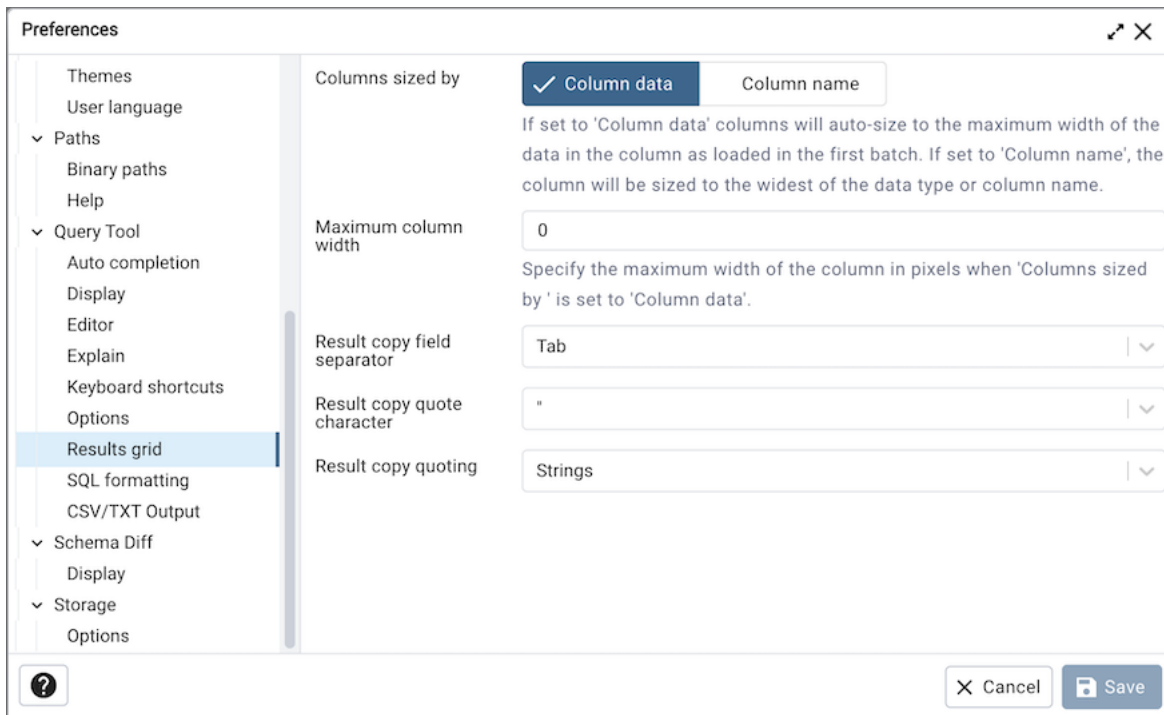 Preferences
Themes
User language
Paths
Binary paths
Help
Query Tool
Auto completion
Display
Editor
Explain
Keyboard shortcuts
Options
Results grid
SQL formatting
CSV/TXT Output
Schema Diff
Display
Storage
Options
Columns sized by
Column data
Column name
If set to 'Column data' columns will auto-size to the maximum width of the
data in the column as loaded in the first batch. If set to 'Column name', the
column will be sized to the widest of the data type or column name.
Maximum column
width
0
Specify the maximum width of the column in pixels when 'Columns sized
by ' is set to 'Column data'.
Result copy field
separator
Tab
Result copy quote
character
"
Result copy quoting
Strings
?
Cancel
Save